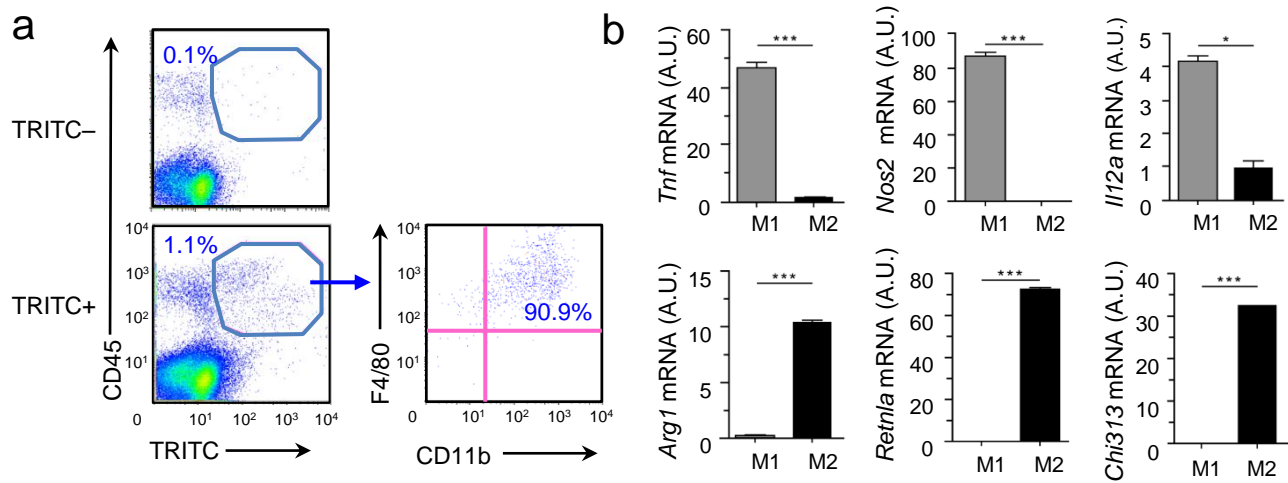 a
CD45
TRITC–
0.1%
TRITC+
1.1%
10⁴
10³
10²
10¹
0
10¹
10²
10³
10⁴
TRITC
F4/80
90.9%
10⁴
10³
10²
10¹
0
10¹
10²
10³
10⁴
CD11b
b
Tnf mRNA (A.U.)
60
40
20
0
***
M1 M2
Nos2 mRNA (A.U.)
100
80
60
40
20
0
***
M1 M2
Il12a mRNA (A.U.)
5
4
3
2
1
0
*
M1 M2
Arg1 mRNA (A.U.)
15
10
5
0
***
M1 M2
Retnla mRNA (A.U.)
80
60
40
20
0
***
M1 M2
Chi313 mRNA (A.U.)
40
30
20
10
0
***
M1 M2